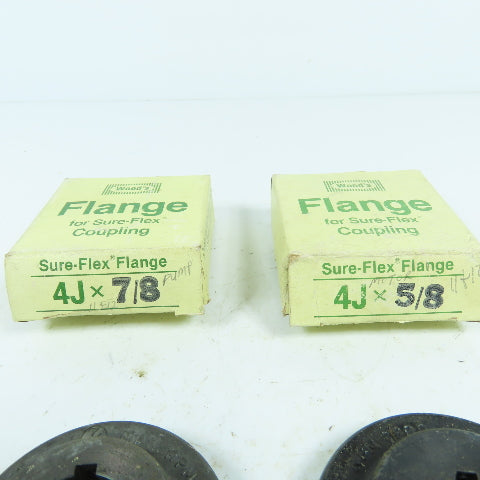 Wood's
Flange
for Sure-Flex
Coupling
Sure-Flex® Flange
4J × 7/8
PUMP
Wood's
Flange
for Sure-Flex
Coupling
Sure-Flex® Flange
4J × 5/8